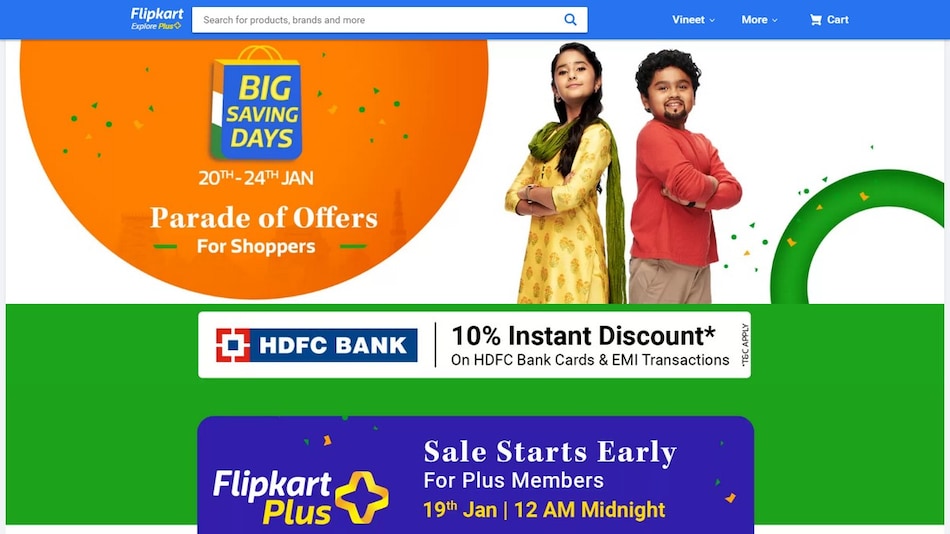 Flipkart
Explore Plus
Search for products, brands and more
Vineet
More
Cart
BIG
SAVING
DAYS
20TH-24TH JAN
Parade of Offers
For Shoppers
HDFC BANK
10% Instant Discount*
On HDFC Bank Cards & EMI Transactions
*T&C APPLY
Flipkart
Plus
Sale Starts Early
For Plus Members
19th Jan | 12 AM Midnight